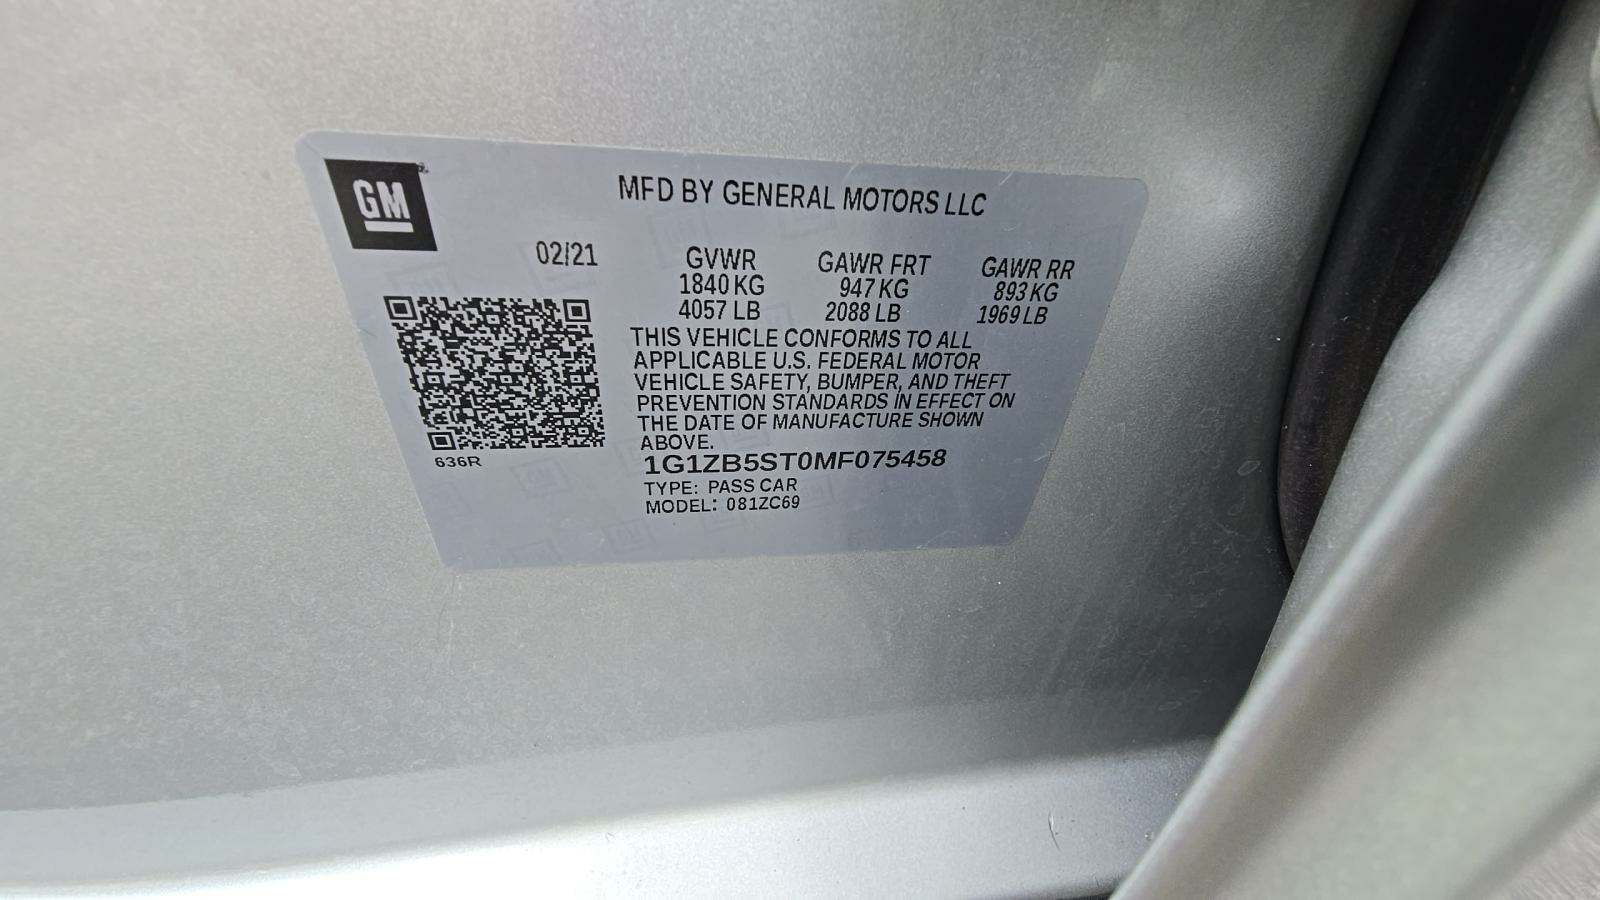 GM
MFD BY GENERAL MOTORS LLC
02/21
GVWR GAWR FRT GAWR RR
1840 KG 947 KG 893 KG
4057 LB 2088 LB 1969 LB
THIS VEHICLE CONFORMS TO ALL
APPLICABLE U.S. FEDERAL MOTOR
VEHICLE SAFETY, BUMPER, AND THEFT
PREVENTION STANDARDS IN EFFECT ON
THE DATE OF MANUFACTURE SHOWN
ABOVE.
636R
1G1ZB5ST0MF075458
TYPE: PASS CAR
MODEL: 081ZC69